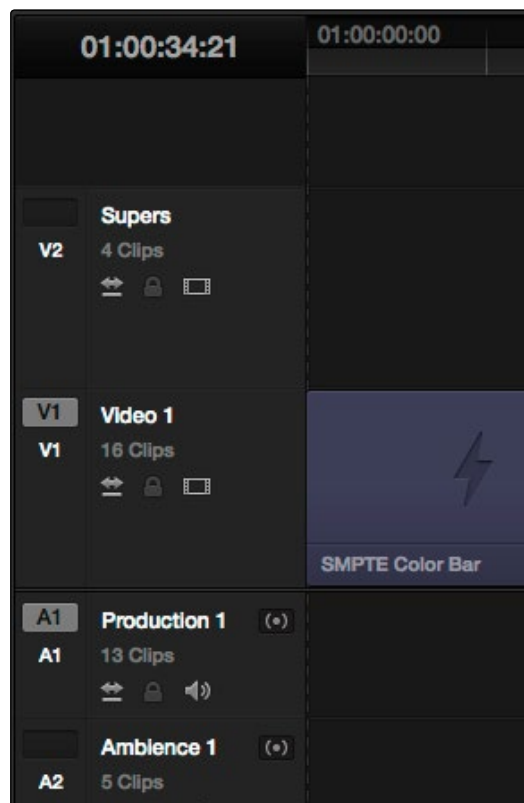 01:00:34:21
01:00:00:00
Supers
V2
4 Clips
V1
Video 1
V1
16 Clips
SMPTE Color Bar
A1
Production 1
A1
13 Clips
Ambience 1
A2
5 Clips